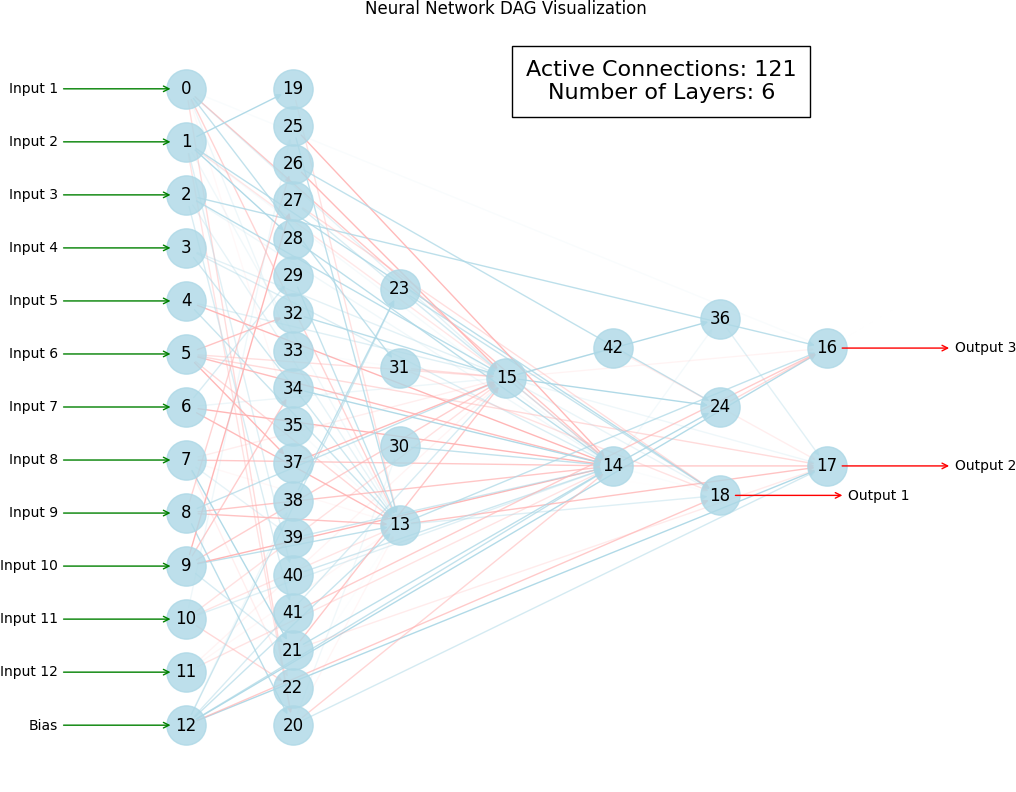 Neural Network DAG Visualization
Active Connections: 121
Number of Layers: 6
Input 1
Input 2
Input 3
Input 4
Input 5
Input 6
Input 7
Input 8
Input 9
Input 10
Input 11
Input 12
Bias
0
1
2
3
4
5
6
7
8
9
10
11
12
19
25
26
27
28
29
32
33
34
35
37
38
39
40
41
21
22
20
23
31
30
13
15
42
14
36
24
18
16
17
Output 3
Output 2
Output 1